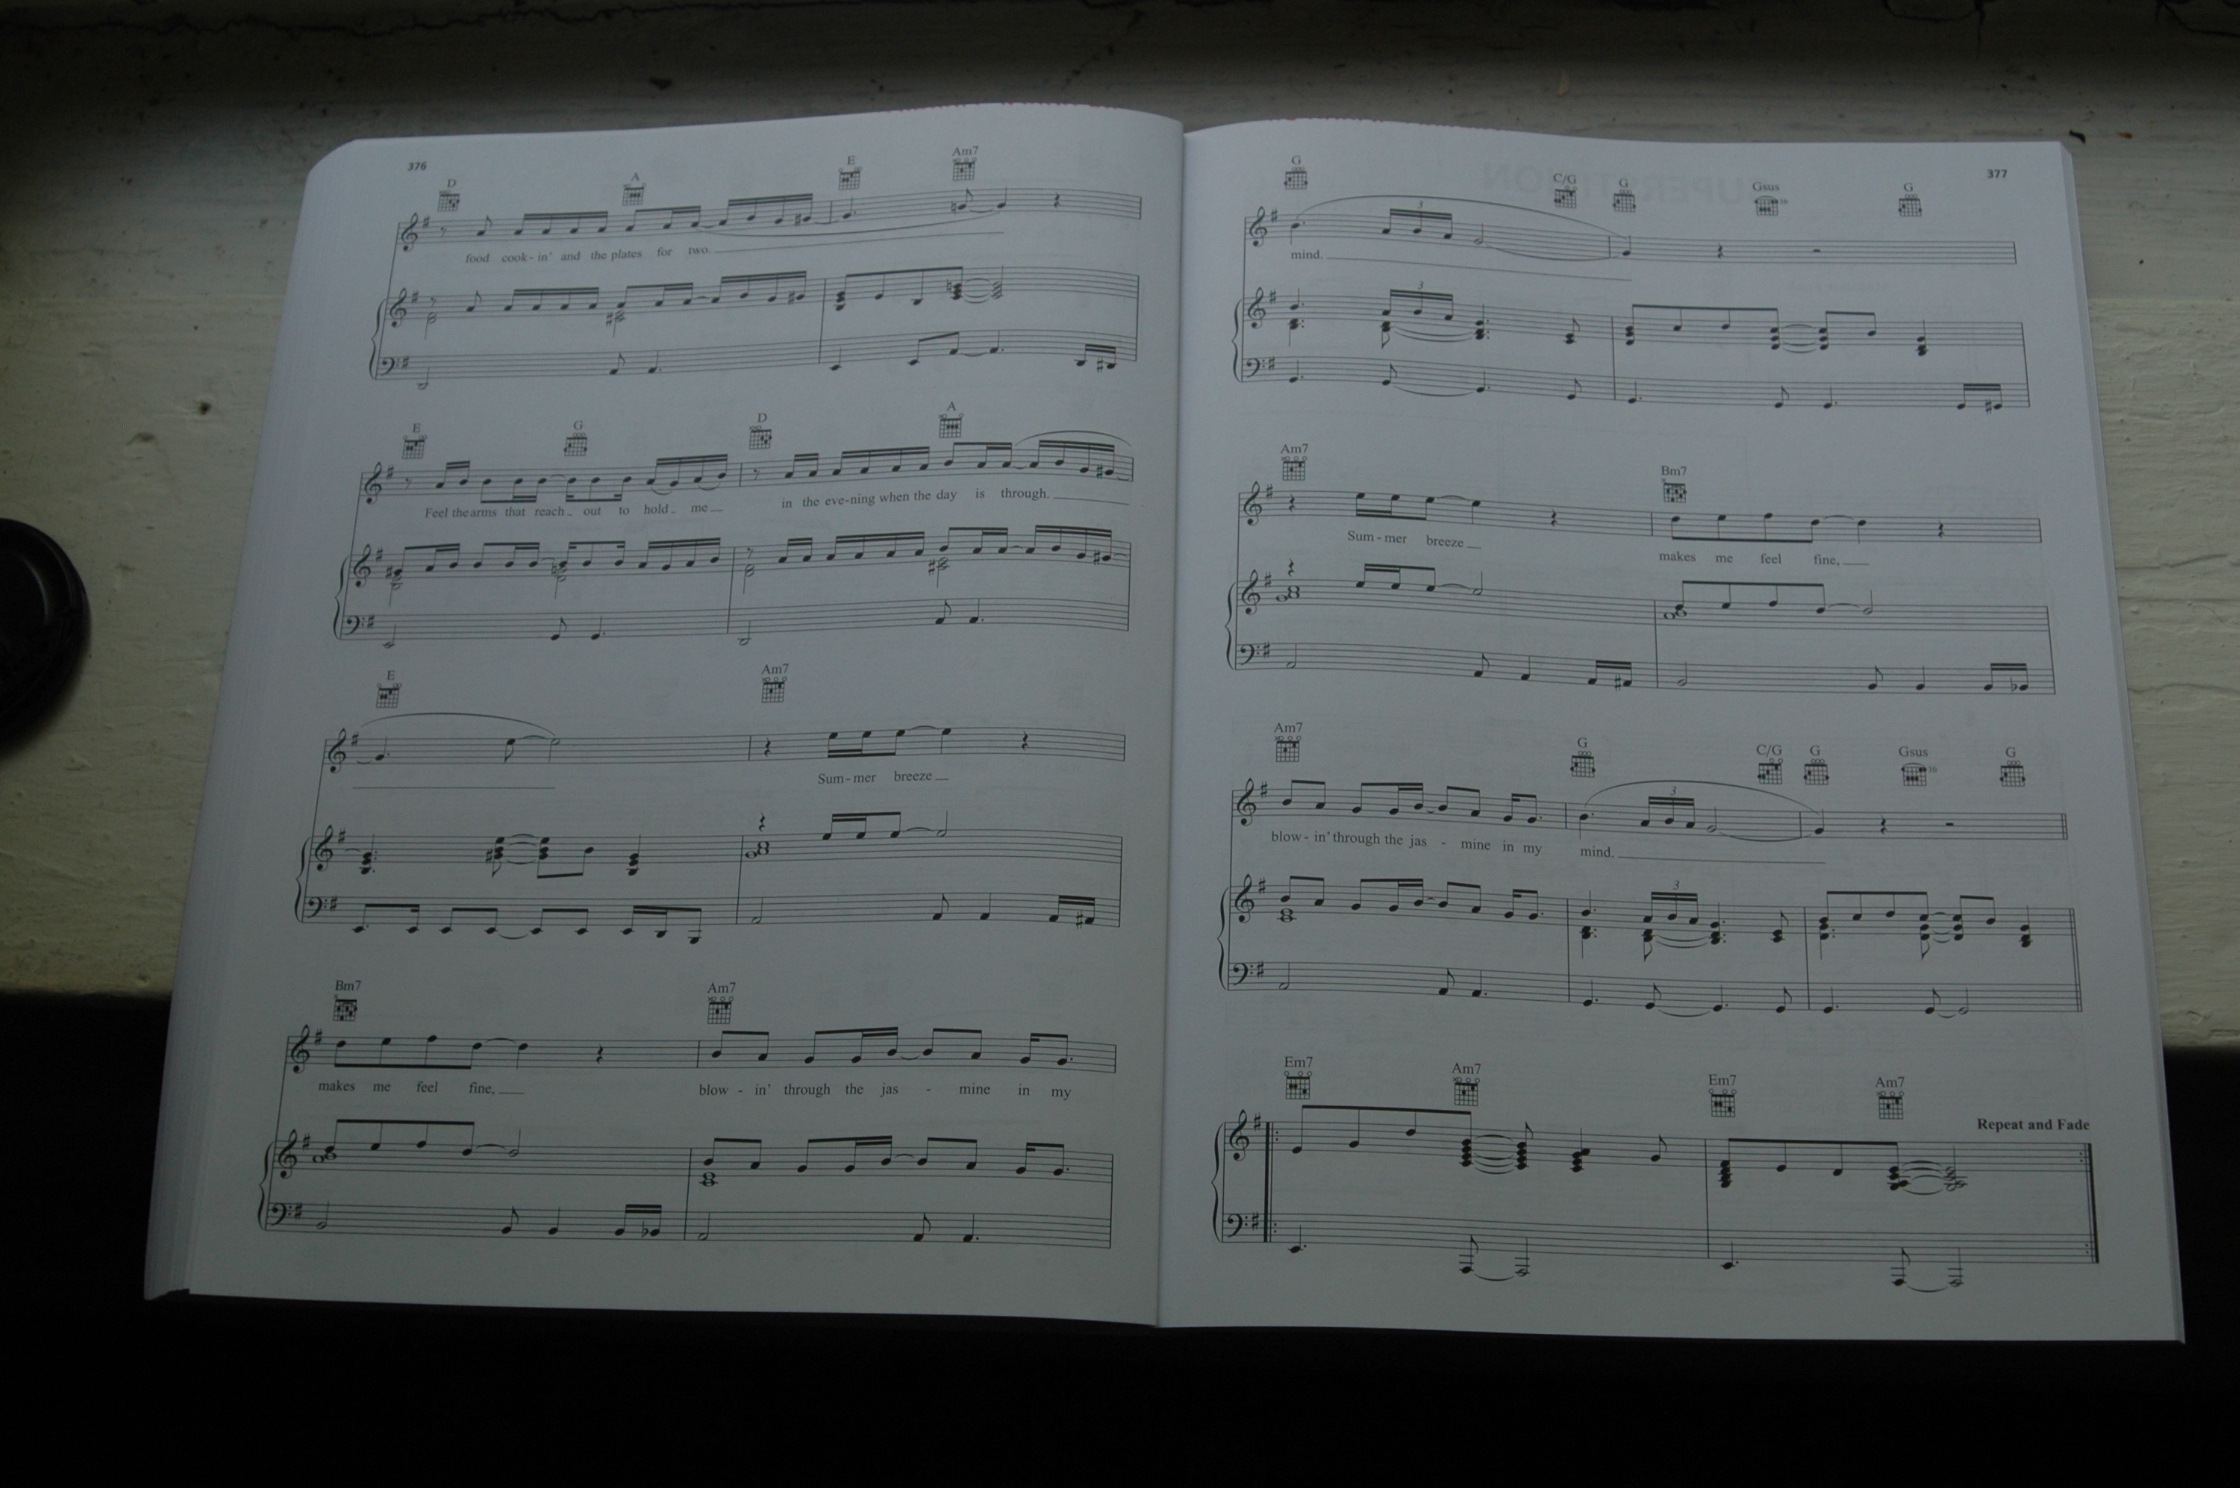 376
D A E Am7
food cook - in' and the plates for two.
E G D A
Feel the arms that reach out to hold me in the eve-ning when the day is through.
E Am7
Sum - mer breeze
Bm7 Am7
makes me feel fine, blow - in' through the jas - mine in my
377
G C/G G Gsus G
3
mind.
3
Am7 Bm7
Sum - mer breeze makes me feel fine,
Am7 G C/G G Gsus G
3
blow - in' through the jas - mine in my mind.
3
Em7 Am7 Em7 Am7
Repeat and Fade